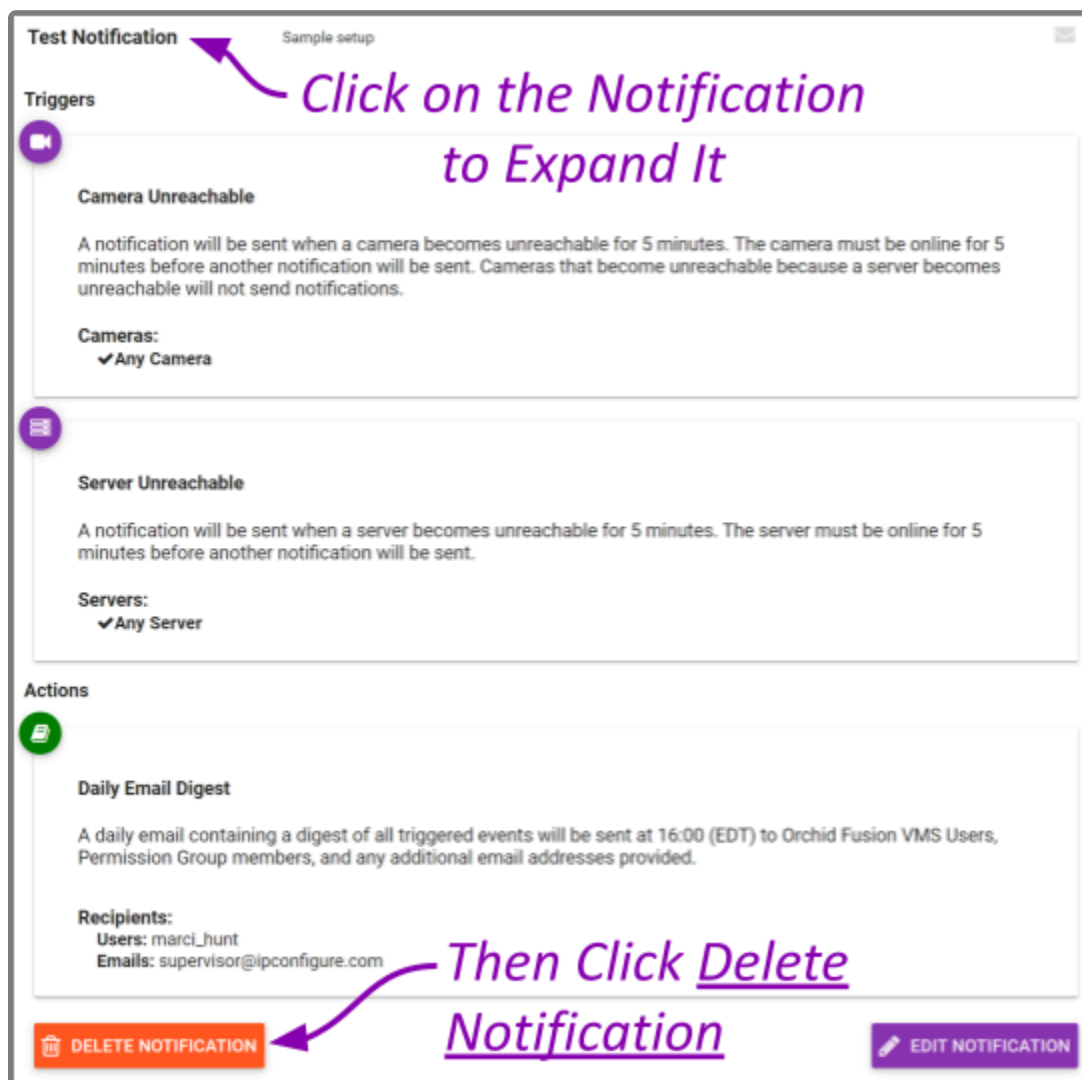 Test Notification Sample setup
Click on the Notification
to Expand It
Triggers
Camera Unreachable
A notification will be sent when a camera becomes unreachable for 5 minutes. The camera must be online for 5
minutes before another notification will be sent. Cameras that become unreachable because a server becomes
unreachable will not send notifications.
Cameras:
✔Any Camera
Server Unreachable
A notification will be sent when a server becomes unreachable for 5 minutes. The server must be online for 5
minutes before another notification will be sent.
Servers:
✔Any Server
Actions
Daily Email Digest
A daily email containing a digest of all triggered events will be sent at 16:00 (EDT) to Orchid Fusion VMS Users,
Permission Group members, and any additional email addresses provided.
Recipients:
Users: marci_hunt
Emails: supervisor@ipconfigure.com
Then Click Delete
Notification
DELETE NOTIFICATION
EDIT NOTIFICATION